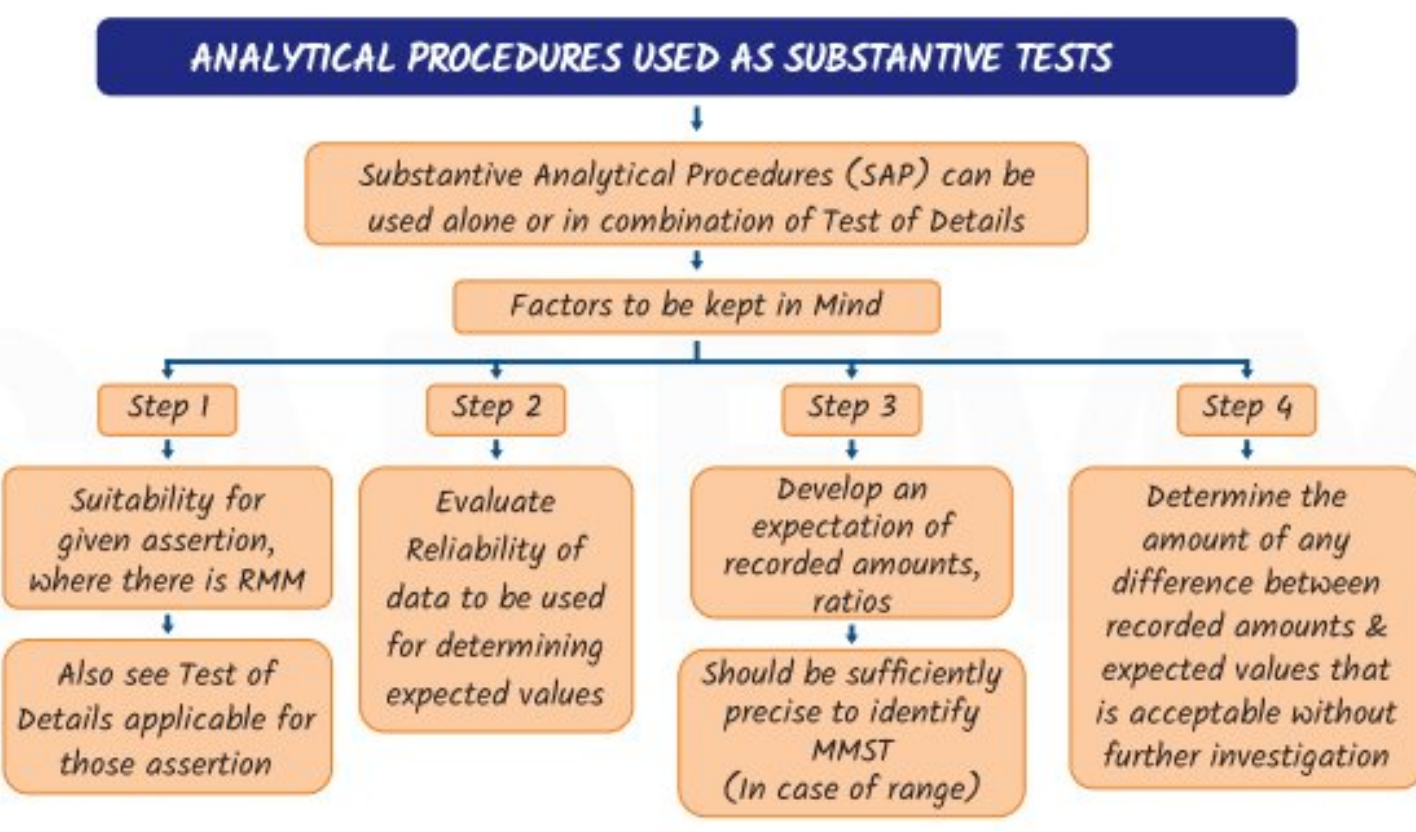 ANALYTICAL PROCEDURES USED AS SUBSTANTIVE TESTS
Substantive Analytical Procedures (SAP) can be
used alone or in combination of Test of Details
Factors to be kept in Mind
Step 1
Suitability for
given assertion,
where there is RMM
Also see Test of
Details applicable for
those assertion
Step 2
Evaluate
Reliability of
data to be used
for determining
expected values
Step 3
Develop an
expectation of
recorded amounts,
ratios
Should be sufficiently
precise to identify
MMST
(In case of range)
Step 4
Determine the
amount of any
difference between
recorded amounts &
expected values that
is acceptable without
further investigation